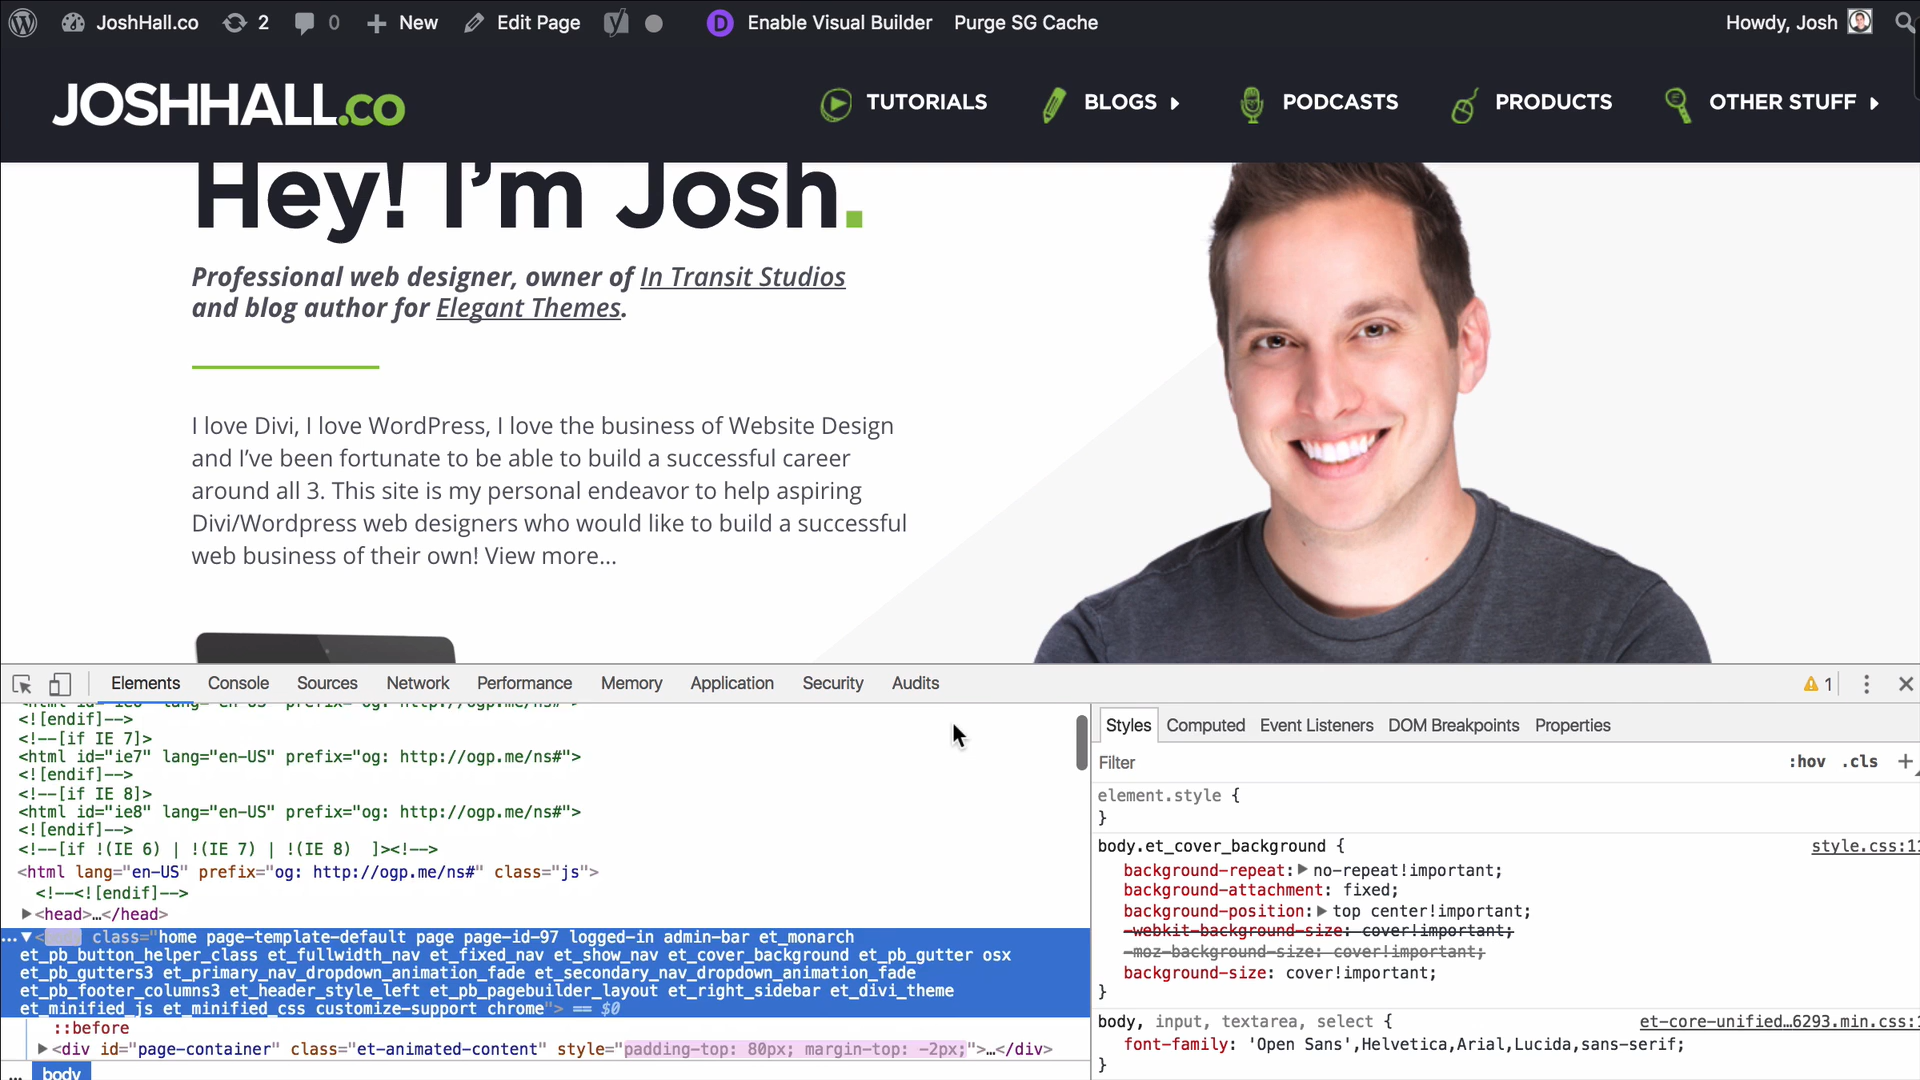 JoshHall.co 2 0 New Edit Page D Enable Visual Builder Purge SG Cache Howdy, Josh
JOSHHALL.co TUTORIALS BLOGS PODCASTS PRODUCTS OTHER STUFF
Hey! I'm Josh.
Professional web designer, owner of In Transit Studios
and blog author for Elegant Themes.
I love Divi, I love WordPress, I love the business of Website Design
and I've been fortunate to be able to build a successful career
around all 3. This site is my personal endeavor to help aspiring
Divi/Wordpress web designers who would like to build a successful
web business of their own! View more...
Elements Console Sources Network Performance Memory Application Security Audits 1
<![endif]-->
<!--[if IE 7]>
<html id="ie7" lang="en-US" prefix="og: http://ogp.me/ns#">
<![endif]-->
<!--[if IE 8]>
<html id="ie8" lang="en-US" prefix="og: http://ogp.me/ns#">
<![endif]-->
<!--[if !(IE 6) | !(IE 7) | !(IE 8)  ]><!-->
<html lang="en-US" prefix="og: http://ogp.me/ns#" class="js">
<!--<![endif]-->
<head>…</head>
class="home page-template-default page page-id-97 logged-in admin-bar et_monarch
et_pb_button_helper_class et_fullwidth_nav et_fixed_nav et_show_nav et_cover_background et_pb_gutter osx
et_pb_gutters3 et_primary_nav_dropdown_animation_fade et_secondary_nav_dropdown_animation_fade
et_pb_footer_columns3 et_header_style_left et_pb_pagebuilder_layout et_right_sidebar et_divi_theme
et_minified_js et_minified_css customize-support chrome"> == $0
::before
<div id="page-container" class="et-animated-content" style="padding-top: 80px; margin-top: -2px;">…</div>
... body
Styles Computed Event Listeners DOM Breakpoints Properties
Filter :hov .cls +
element.style {
}
body.et_cover_background { style.css:11
background-repeat: no-repeat!important;
background-attachment: fixed;
background-position: top center!important;
-webkit-background-size: cover!important;
-moz-background-size: cover!important;
background-size: cover!important;
}
body, input, textarea, select { et-core-unified…6293.min.css:1
font-family: 'Open Sans',Helvetica,Arial,Lucida,sans-serif;
}